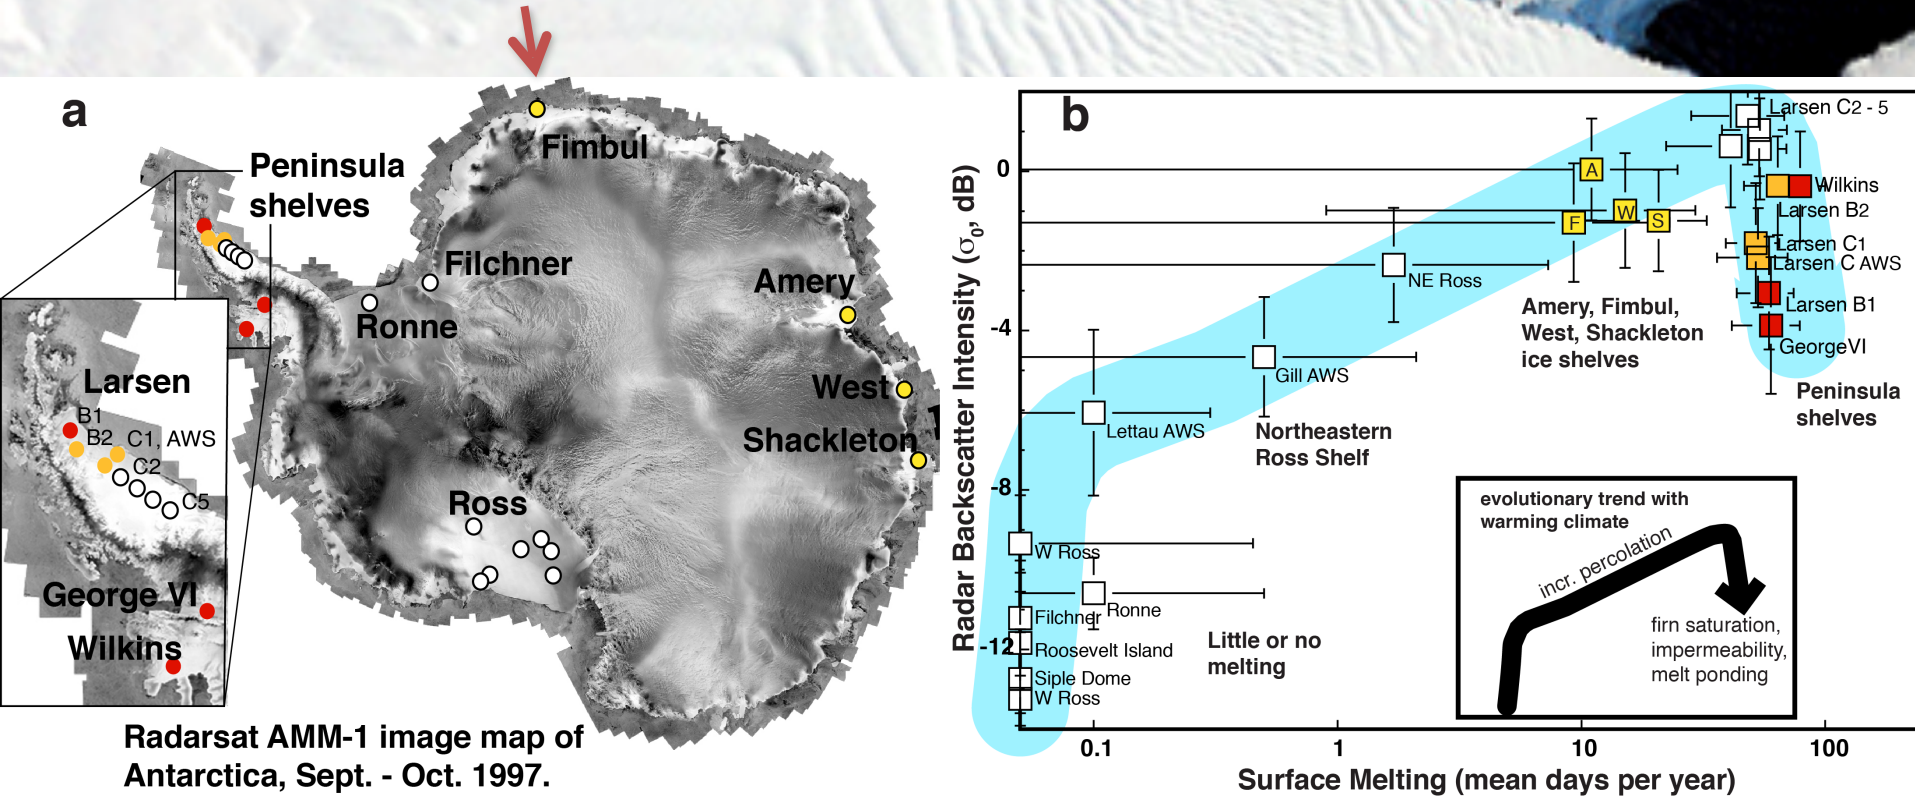 a
Fimbul
Peninsula
shelves
Filchner
Ronne
Amery
West
Shackleton
Ross
Larsen
B1
B2
C1, AWS
C2
C5
George VI
Wilkins
Radarsat AMM-1 image map of
Antarctica, Sept. - Oct. 1997.
b
Radar Backscatter Intensity (σ0, dB)
0
-4
-8
-12
Larsen C2 - 5
A
Wilkins
F
W
S
Larsen B2
Larsen C1
Larsen C AWS
NE Ross
Larsen B1
Amery, Fimbul,
West, Shackleton
ice shelves
GeorgeVI
Gill AWS
Peninsula
shelves
Lettau AWS
Northeastern
Ross Shelf
W Ross
Ronne
Filchner
Roosevelt Island
Siple Dome
W Ross
Little or no
melting
evolutionary trend with
warming climate
incr. percolation
firn saturation,
impermeability,
melt ponding
0.1
1
10
100
Surface Melting (mean days per year)